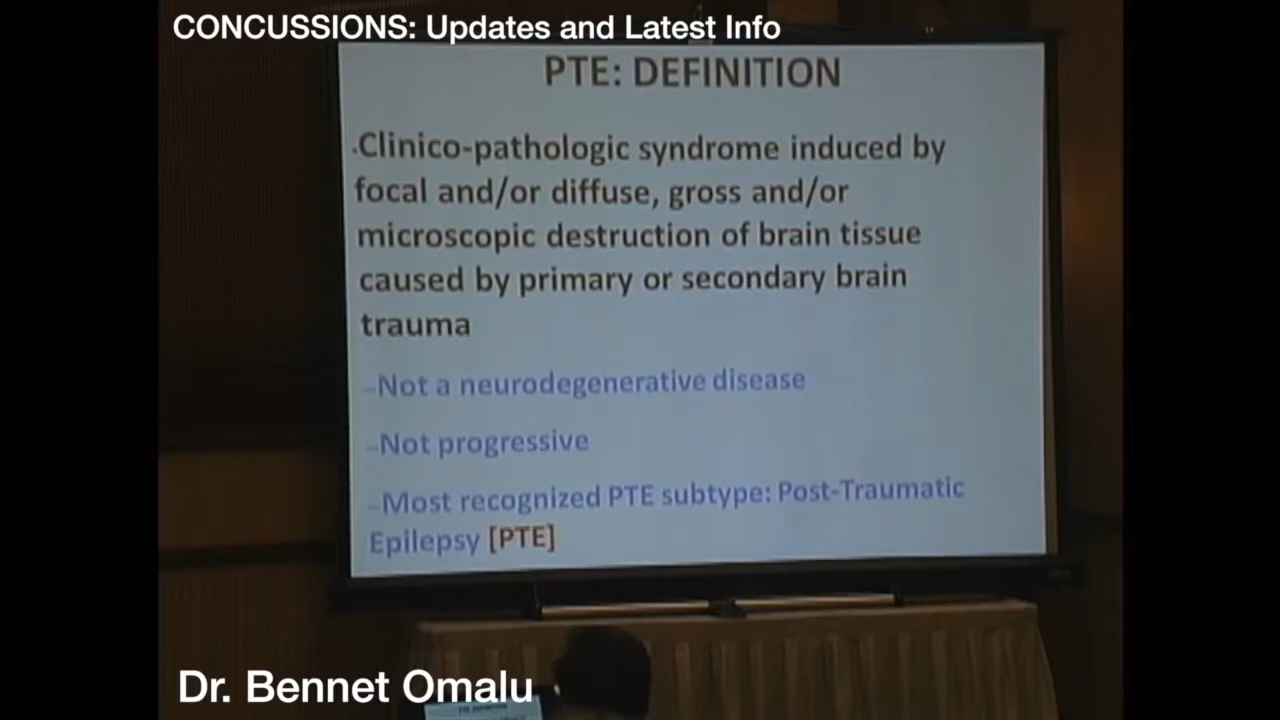 CONCUSSIONS: Updates and Latest Info
PTE: DEFINITION
•Clinico-pathologic syndrome induced by
focal and/or diffuse, gross and/or
microscopic destruction of brain tissue
caused by primary or secondary brain
trauma
–Not a neurodegenerative disease
–Not progressive
–Most recognized PTE subtype: Post-Traumatic
Epilepsy [PTE]
Dr. Bennet Omalu